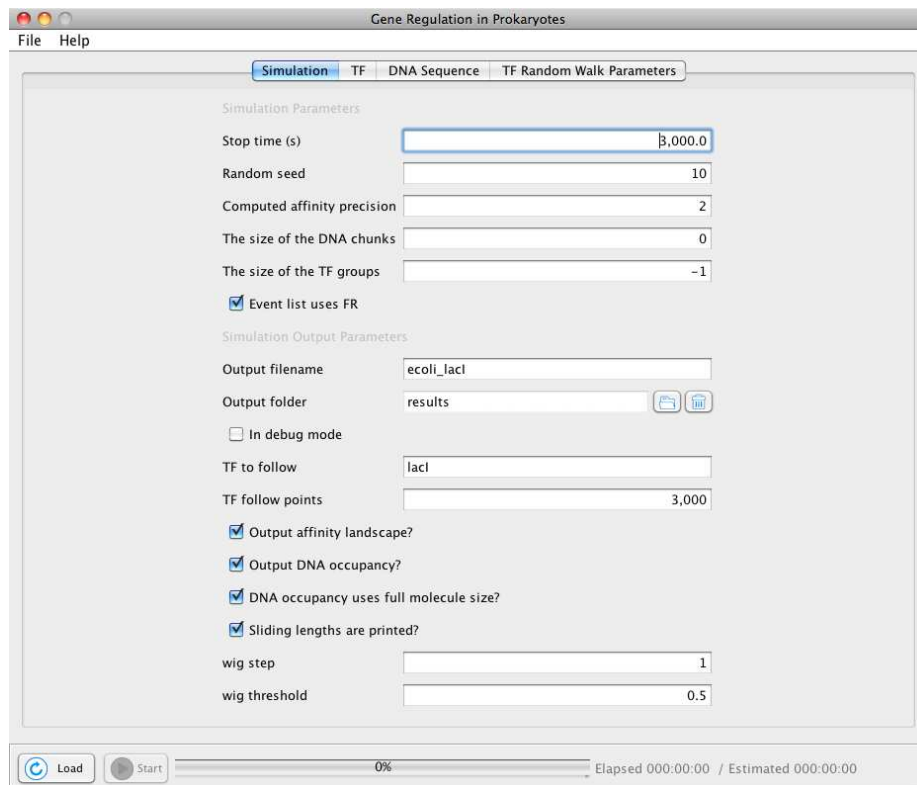 Gene Regulation in Prokaryotes
File Help
Simulation TF DNA Sequence TF Random Walk Parameters
Simulation Parameters
Stop time (s) 3,000.0
Random seed 10
Computed affinity precision 2
The size of the DNA chunks 0
The size of the TF groups -1
Event list uses FR
Simulation Output Parameters
Output filename ecoli_lacI
Output folder results
In debug mode
TF to follow lacI
TF follow points 3,000
Output affinity landscape?
Output DNA occupancy?
DNA occupancy uses full molecule size?
Sliding lengths are printed?
wig step 1
wig threshold 0.5
Load Start 0% Elapsed 000:00:00 / Estimated 000:00:00